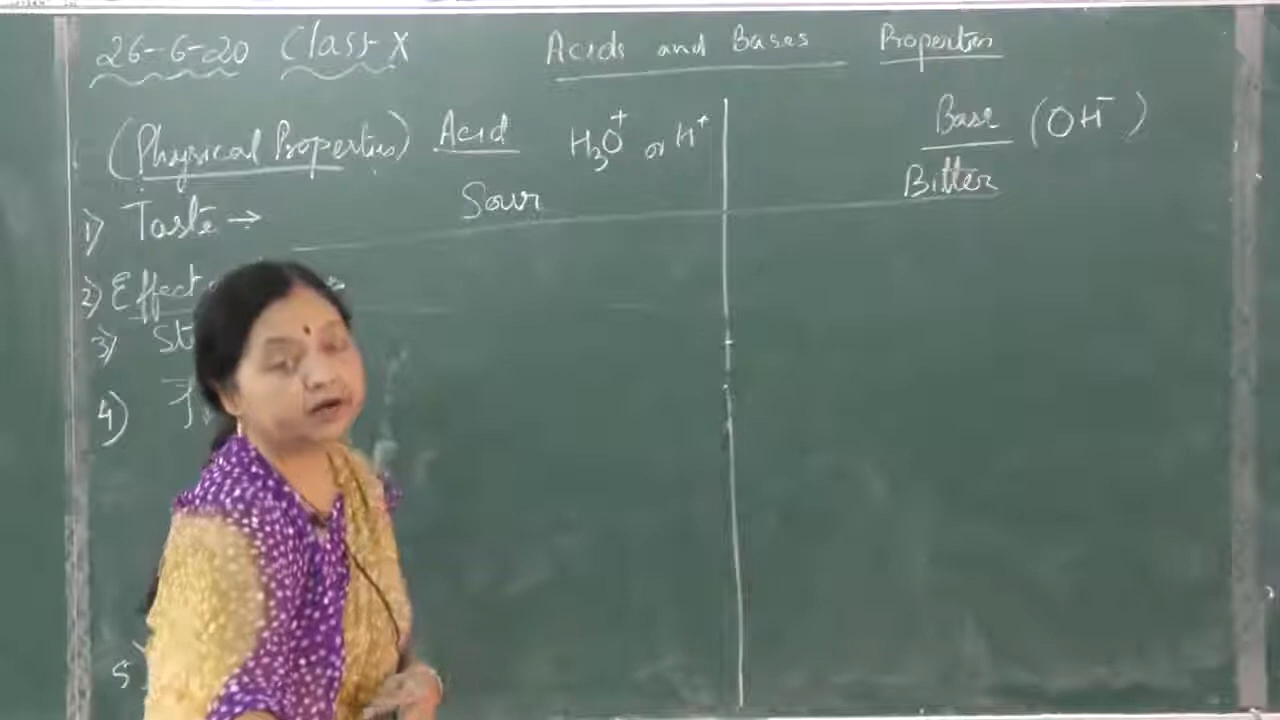 26-6-20 Class-X Acids and Bases Properties
(Physical Properties) Acid H₃O⁺ or H⁺ Base (OH⁻)
1) Taste → Sour Bitter
2) Effect
3) St
4)
5)